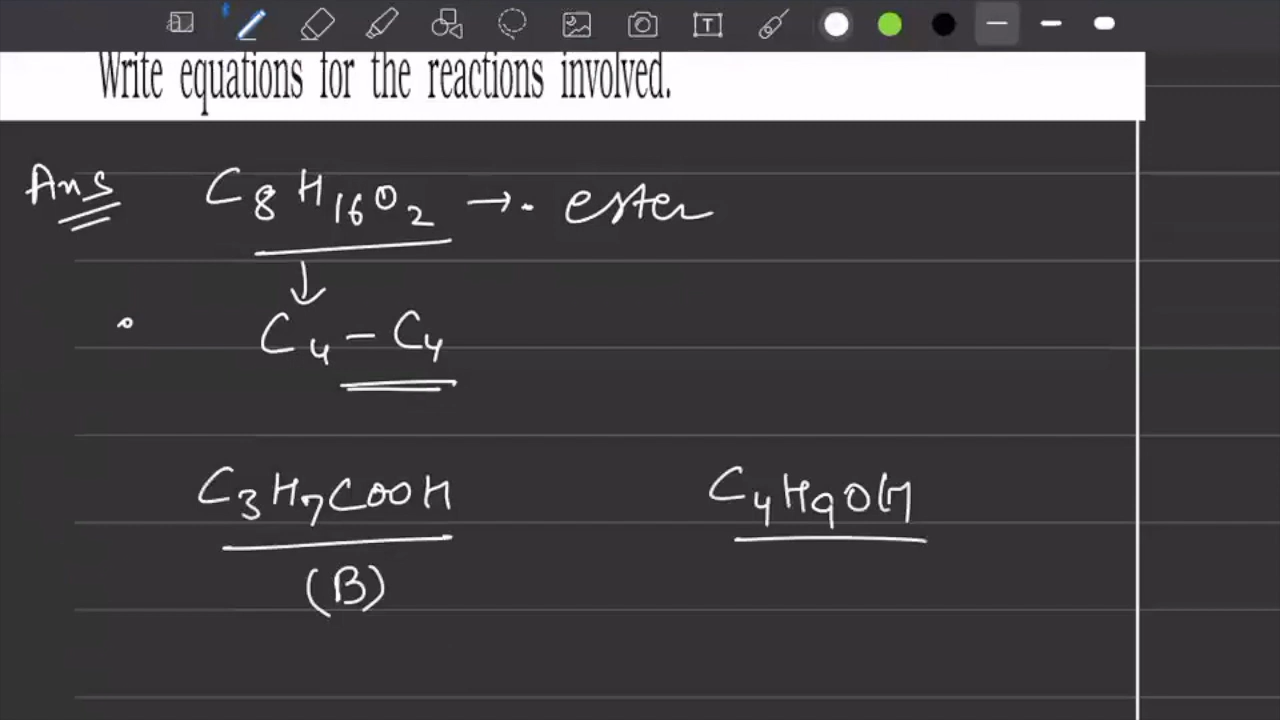 Write equations for the reactions involved.
Ans C₈H₁₆O₂ →. ester
↓
C₄ – C₄
C₃H₇COOH C₄H₉OH
(B)